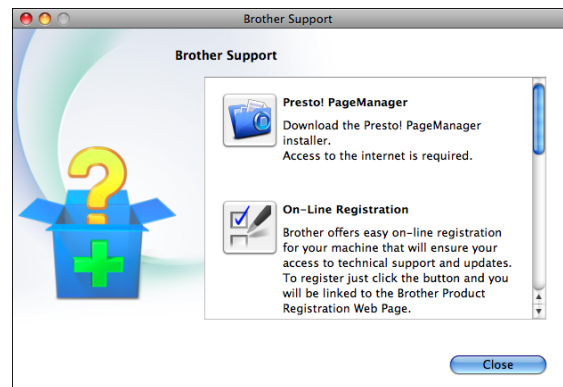 Brother Support
Brother Support
Presto! PageManager
Download the Presto! PageManager
installer.
Access to the internet is required.
On-Line Registration
Brother offers easy on-line registration
for your machine that will ensure your
access to technical support and updates.
To register just click the button and you
will be linked to the Brother Product
Registration Web Page.
Close